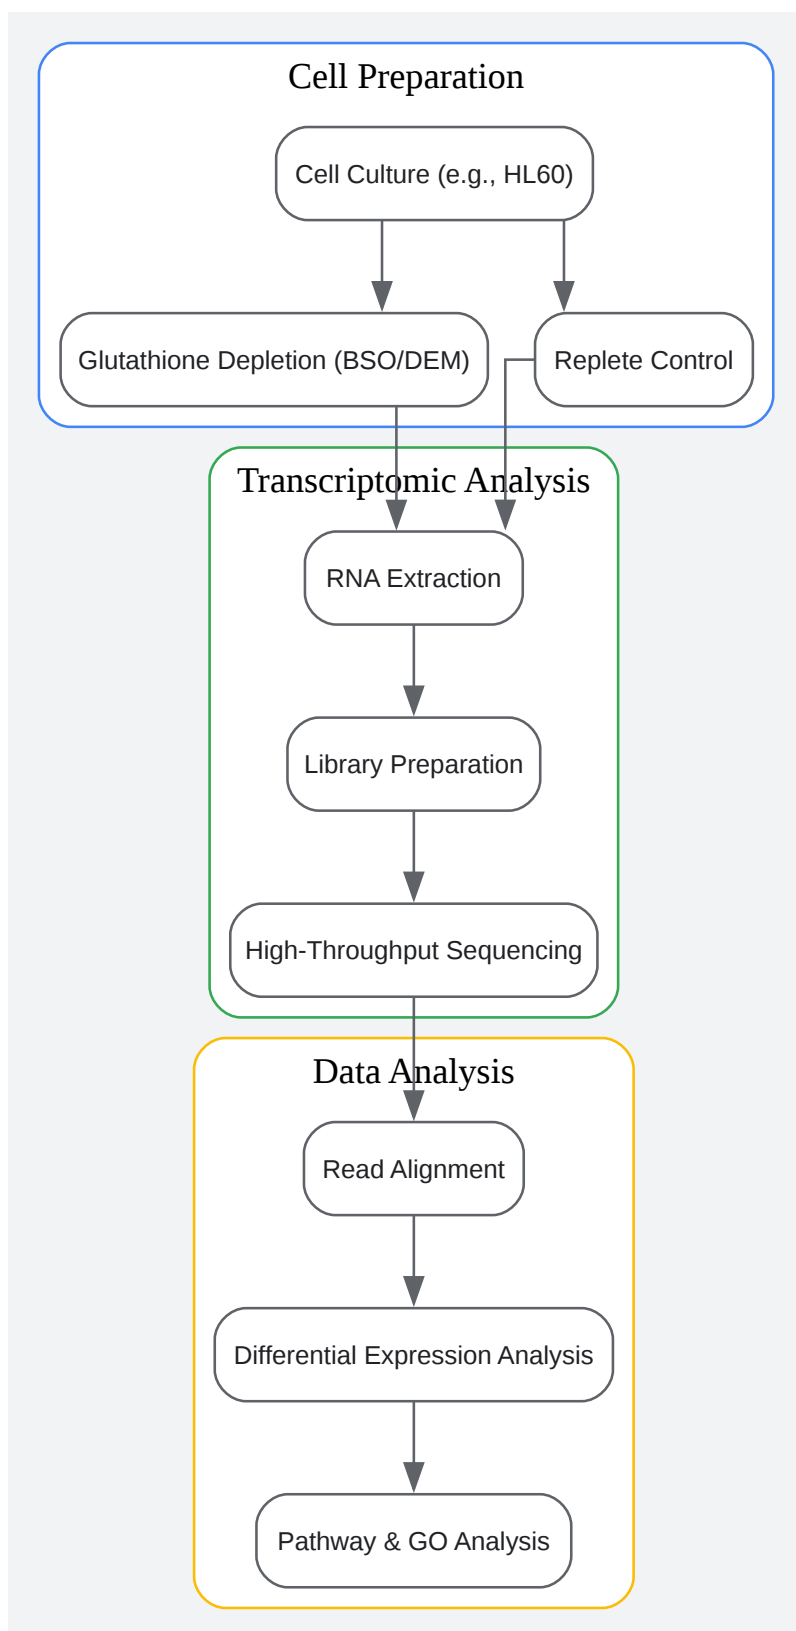 Cell Preparation
Cell Culture (e.g., HL60)
Glutathione Depletion (BSO/DEM)
Replete Control
Transcriptomic Analysis
RNA Extraction
Library Preparation
High-Throughput Sequencing
Data Analysis
Read Alignment
Differential Expression Analysis
Pathway & GO Analysis